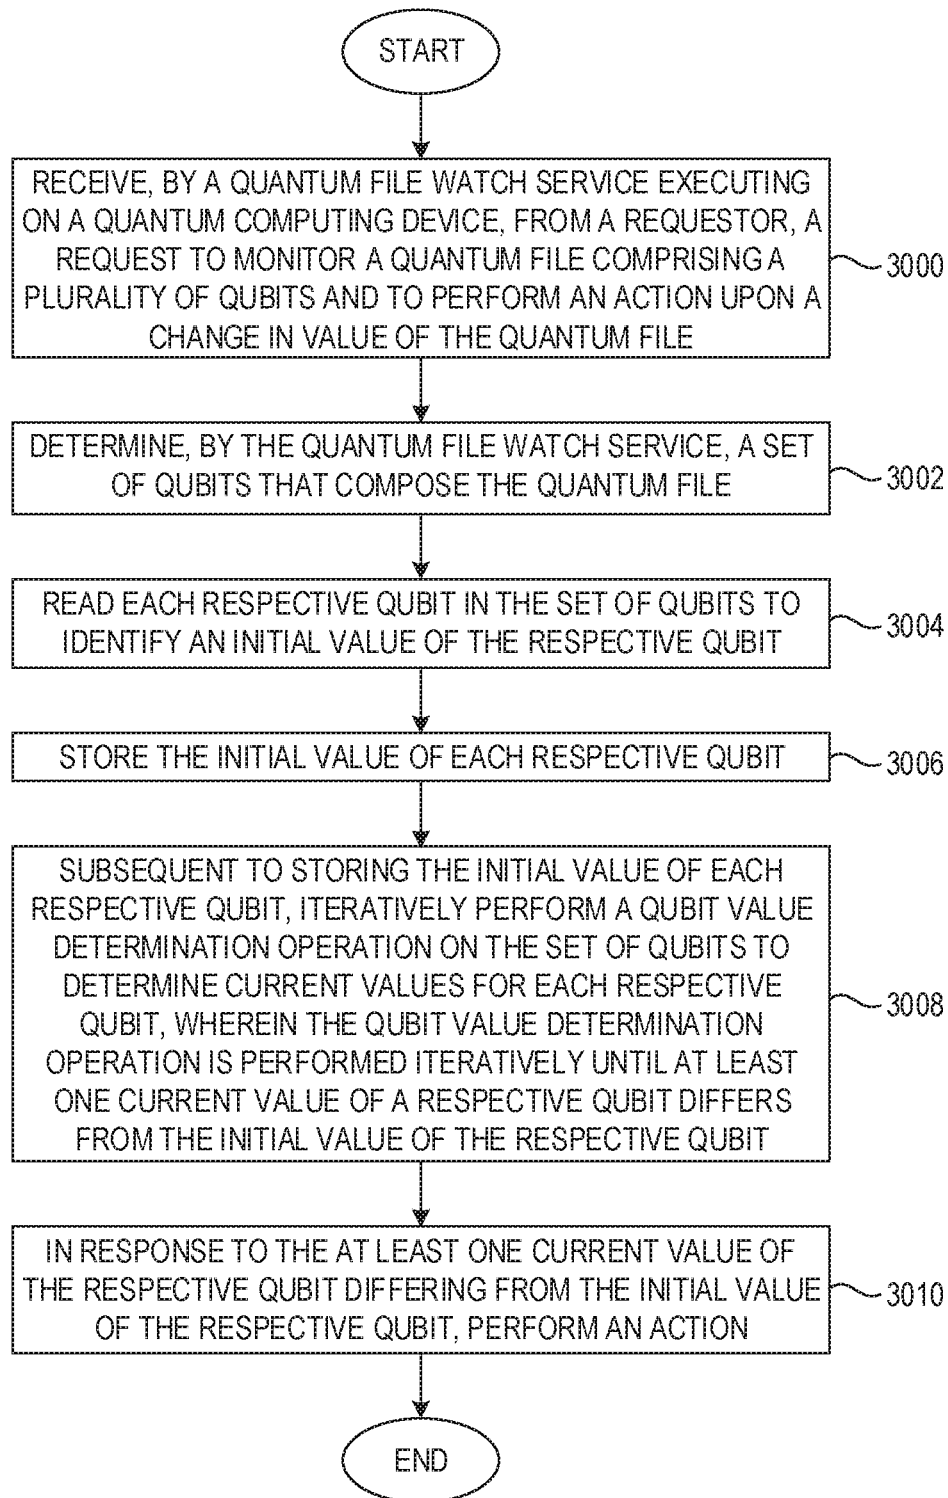 START
RECEIVE, BY A QUANTUM FILE WATCH SERVICE EXECUTING
ON A QUANTUM COMPUTING DEVICE, FROM A REQUESTOR, A
REQUEST TO MONITOR A QUANTUM FILE COMPRISING A
PLURALITY OF QUBITS AND TO PERFORM AN ACTION UPON A
CHANGE IN VALUE OF THE QUANTUM FILE
3000
DETERMINE, BY THE QUANTUM FILE WATCH SERVICE, A SET
OF QUBITS THAT COMPOSE THE QUANTUM FILE
3002
READ EACH RESPECTIVE QUBIT IN THE SET OF QUBITS TO
IDENTIFY AN INITIAL VALUE OF THE RESPECTIVE QUBIT
3004
STORE THE INITIAL VALUE OF EACH RESPECTIVE QUBIT
3006
SUBSEQUENT TO STORING THE INITIAL VALUE OF EACH
RESPECTIVE QUBIT, ITERATIVELY PERFORM A QUBIT VALUE
DETERMINATION OPERATION ON THE SET OF QUBITS TO
DETERMINE CURRENT VALUES FOR EACH RESPECTIVE
QUBIT, WHEREIN THE QUBIT VALUE DETERMINATION
OPERATION IS PERFORMED ITERATIVELY UNTIL AT LEAST
ONE CURRENT VALUE OF A RESPECTIVE QUBIT DIFFERS
FROM THE INITIAL VALUE OF THE RESPECTIVE QUBIT
3008
IN RESPONSE TO THE AT LEAST ONE CURRENT VALUE OF
THE RESPECTIVE QUBIT DIFFERING FROM THE INITIAL VALUE
OF THE RESPECTIVE QUBIT, PERFORM AN ACTION
3010
END